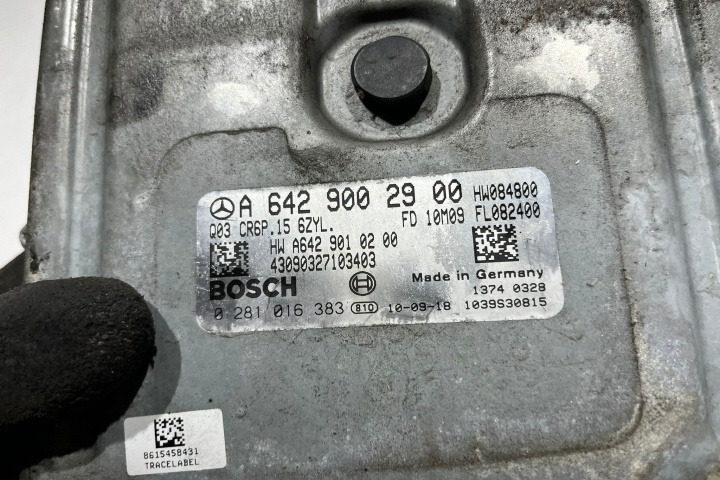 A 642 900 29 00 HW084800
Q03 CR6P.15 6ZYL. FD 10M09 FL082400
HW A642 901 02 00
43090327103403
BOSCH Made in Germany
1374 0328
0 281 016 383 810 10-09-18 1039S30815
8615458431
TRACELABEL